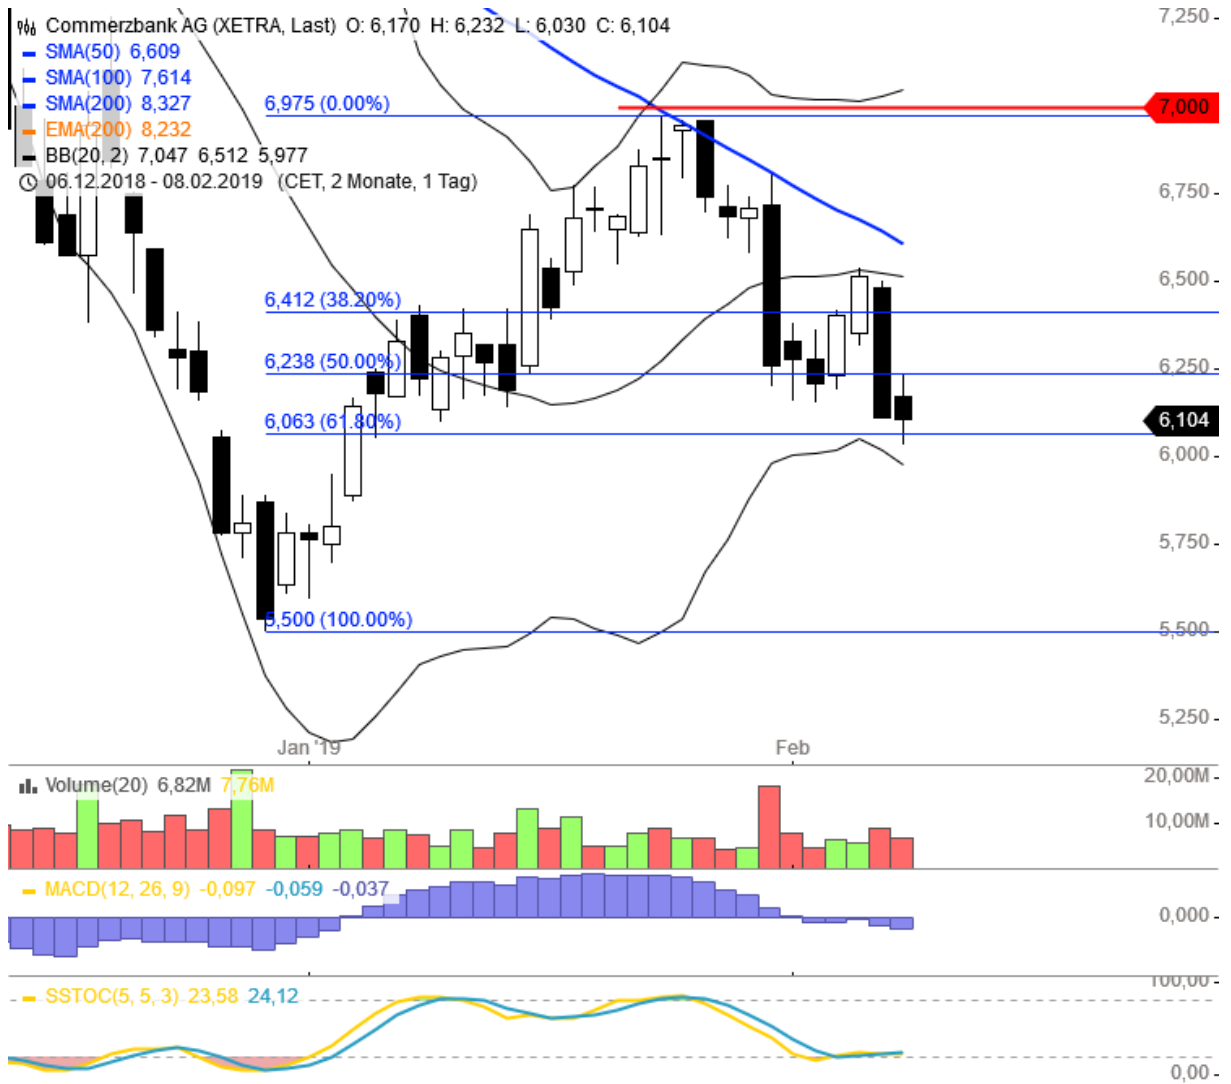 Commerzbank AG (XETRA, Last) O: 6,170 H: 6,232 L: 6,030 C: 6,104
7,250
SMA(50) 6,609
SMA(100) 7,614
SMA(200) 8,327
6,975 (0.00%)
7,000
EMA(200) 8,232
BB(20, 2) 7,047 6,512 5,977
06.12.2018 - 08.02.2019 (CET, 2 Monate, 1 Tag)
6,750
6,500
6,412 (38.20%)
6,250
6,238 (50.00%)
6,063 (61.80%)
6,104
6,000
5,750
5,500 (100.00%)
5,500
5,250
Jan '19
Feb
Volume(20) 6,82M 7,76M
20,00M
10,00M
MACD(12, 26, 9) -0,097 -0,059 -0,037
0,000
SSTOC(5, 5, 3) 23,58 24,12
100,00
0,00